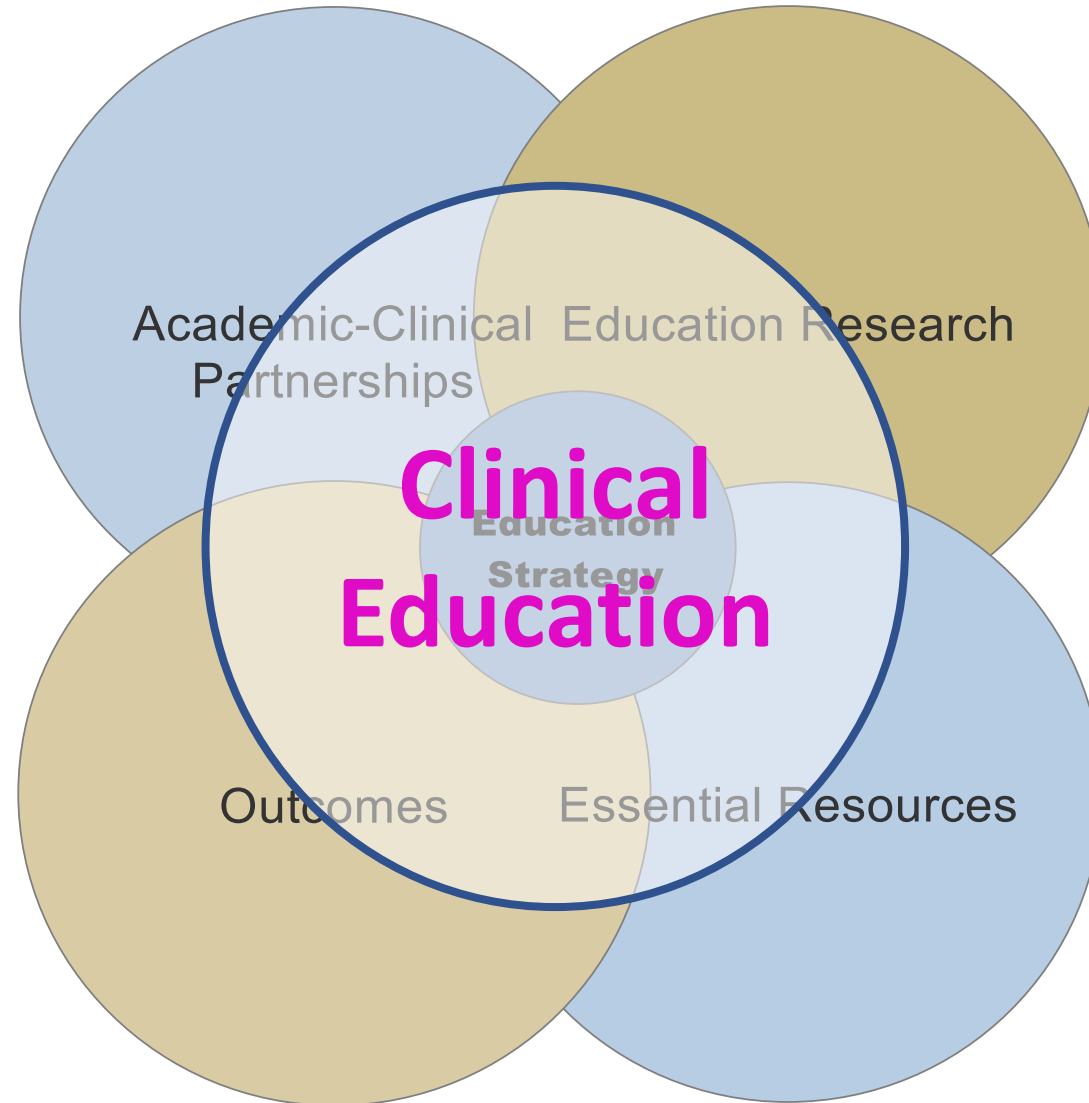 Academic-Clinical
Partnerships
Education Research
Clinical
Education
Education
Strategy
Outcomes
Essential Resources